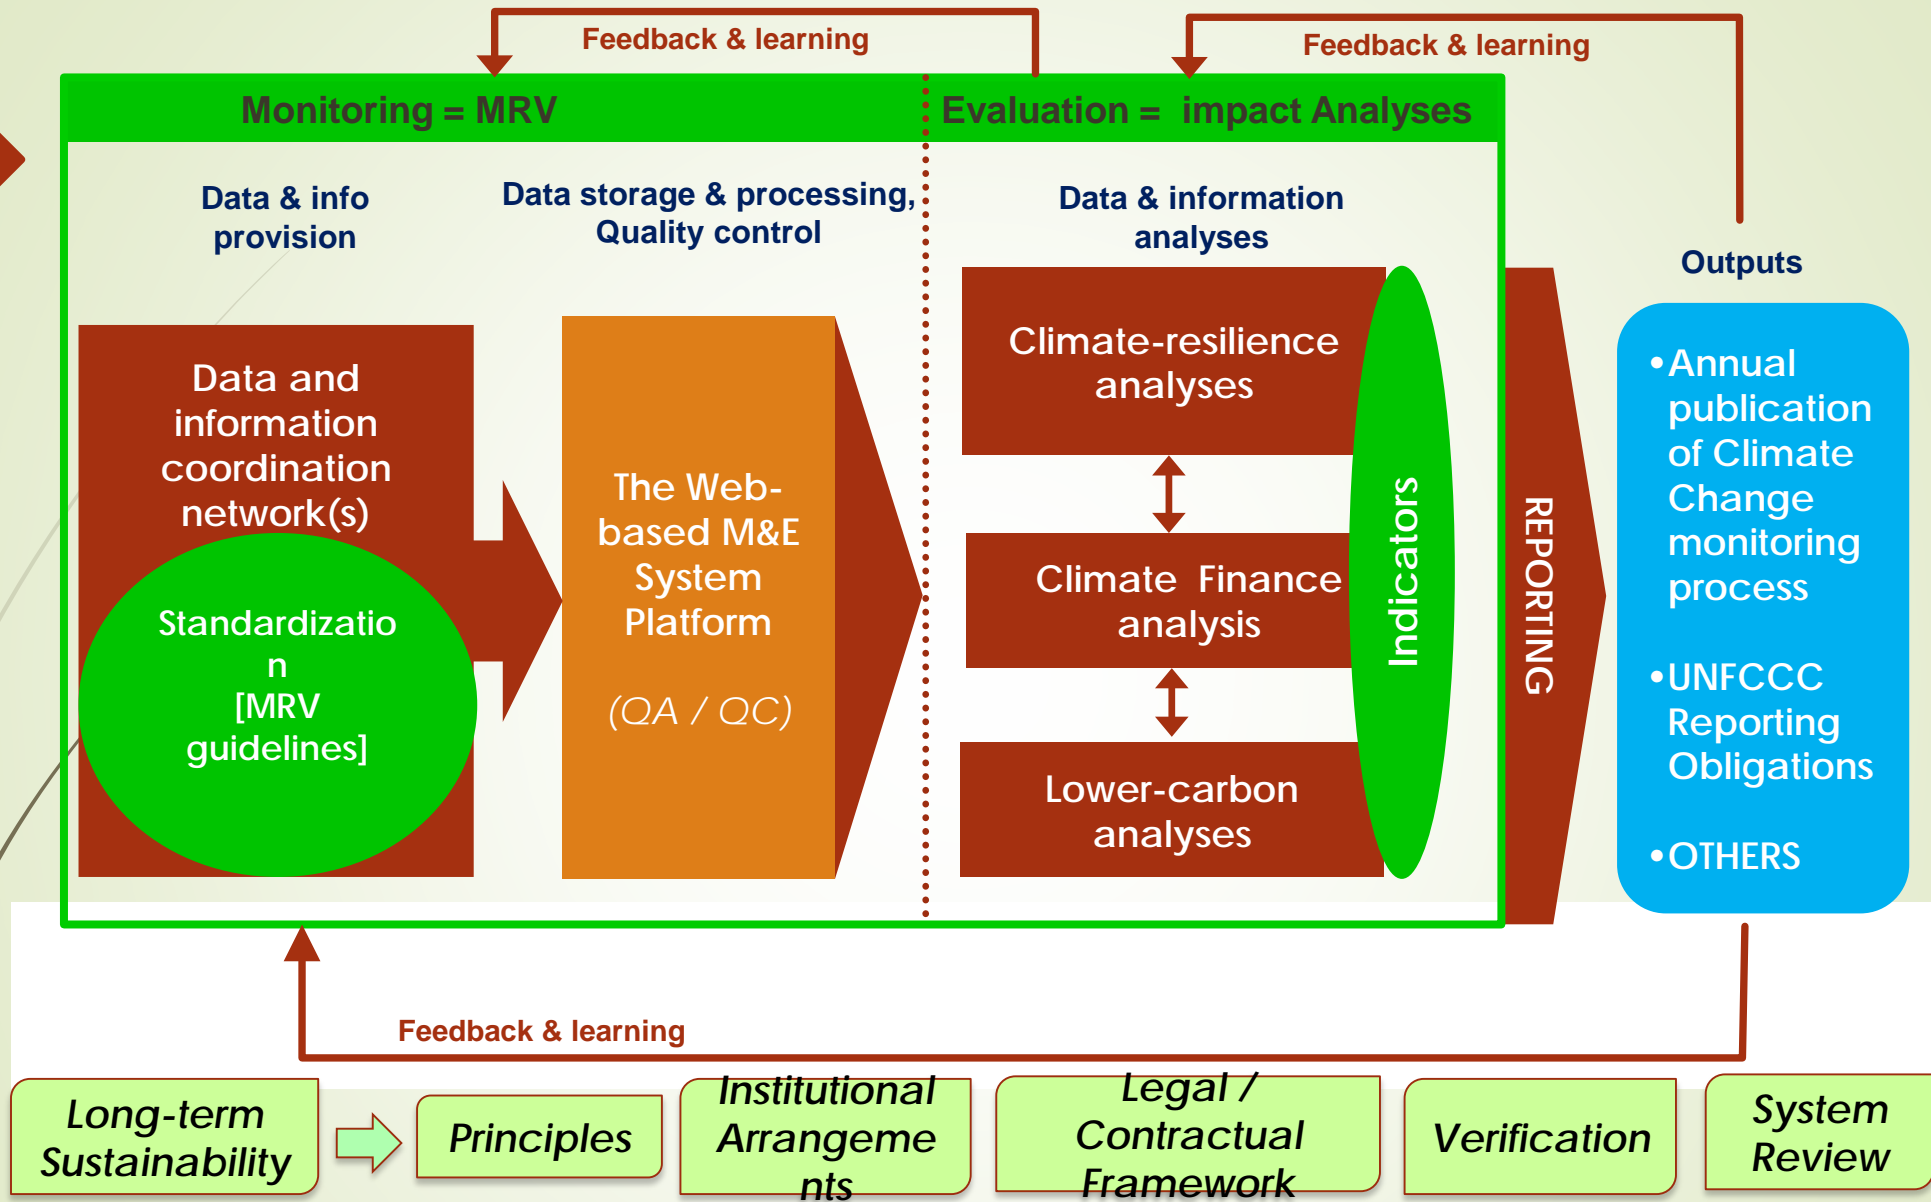 Feedback & learning
Feedback & learning
Monitoring = MRV
Evaluation = impact Analyses
Data & info
provision
Data storage & processing,
Quality control
Data & information
analyses
Outputs
Data and
information
coordination
network(s)
Standardizatio
n
[MRV
guidelines]
The Web-
based M&E
System
Platform
(QA / QC)
Climate-resilience
analyses
Climate Finance
analysis
Lower-carbon
analyses
Indicators
REPORTING
•Annual
publication
of Climate
Change
monitoring
process
•UNFCCC
Reporting
Obligations
•OTHERS
Feedback & learning
Long-term
Sustainability
Principles
Institutional
Arrangeme
nts
Legal /
Contractual
Framework
Verification
System
Review